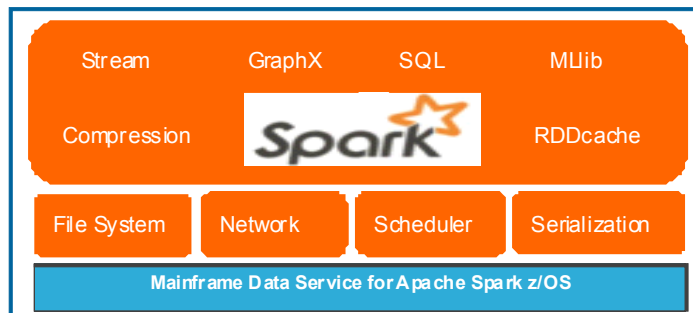 Stream GraphX SQL MLlib
Compression Spark RDDcache
File System Network Scheduler Serialization
Mainframe Data Service for Apache Spark z/OS